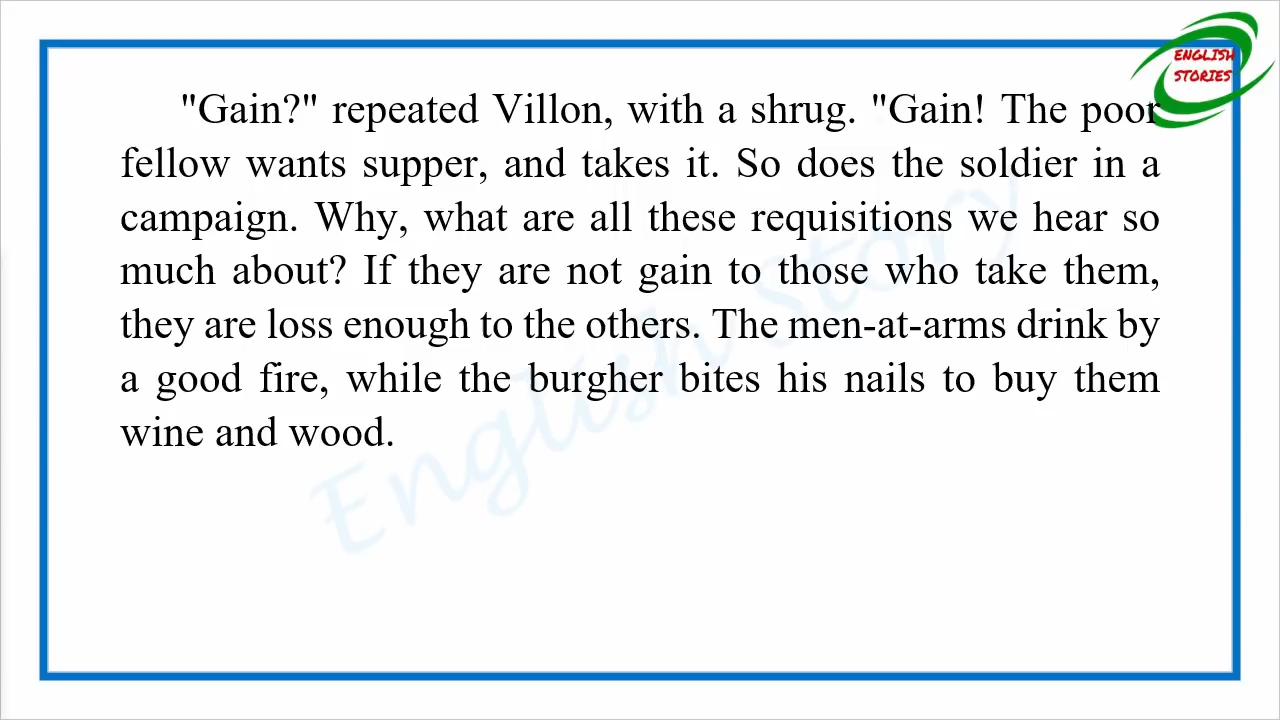 ENGLISH
STORIES
"Gain?" repeated Villon, with a shrug. "Gain! The poor
fellow wants supper, and takes it. So does the soldier in a
campaign. Why, what are all these requisitions we hear so
much about? If they are not gain to those who take them,
they are loss enough to the others. The men-at-arms drink by
a good fire, while the burgher bites his nails to buy them
wine and wood.
English Story